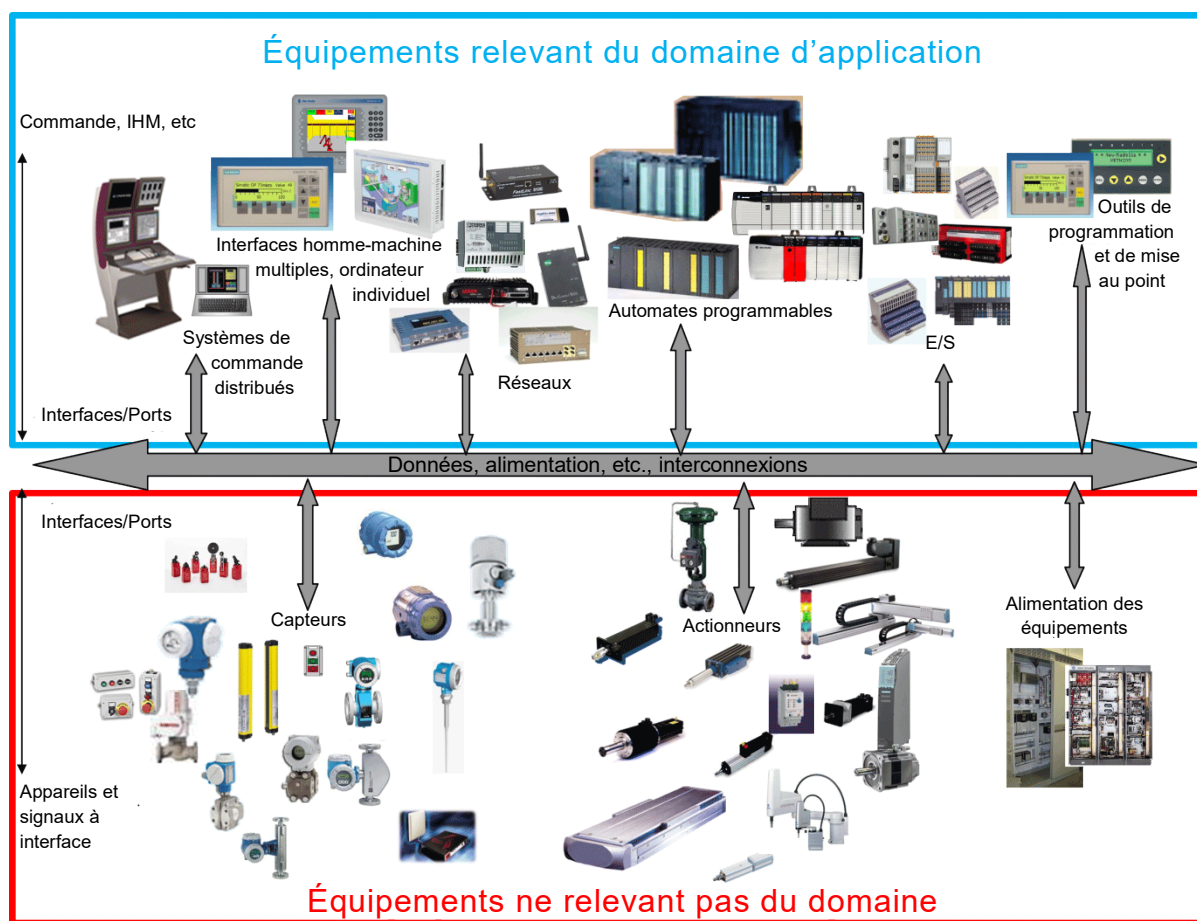 Équipements relevant du domaine d’application
Commande, IHM, etc
Interfaces homme-machine
multiples, ordinateur
individuel
Systèmes de
commande
distribués
Réseaux
Automates programmables
E/S
Outils de
programmation
et de mise
au point
Interfaces/Ports
Données, alimentation, etc., interconnexions
Interfaces/Ports
Capteurs
Actionneurs
Alimentation des
équipements
Appareils et
signaux à
interface
Équipements ne relevant pas du domaine